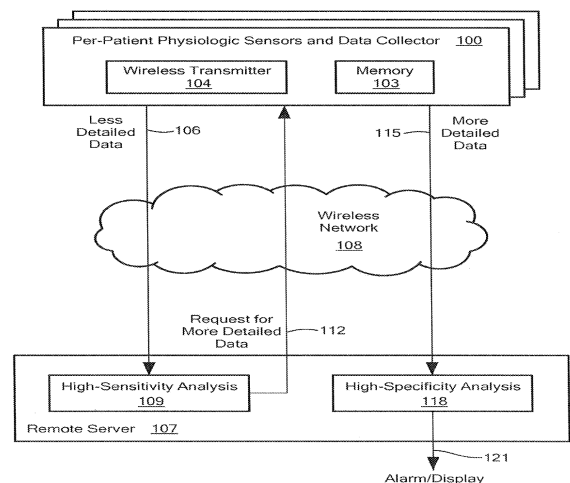 Per-Patient Physiologic Sensors and Data Collector 100
Wireless Transmitter
104
Memory
103
Less
Detailed
Data
106
115
More
Detailed
Data
Wireless
Network
108
Request for
More Detailed
Data
112
High-Sensitivity Analysis
109
High-Specificity Analysis
118
Remote Server 107
121
Alarm/Display